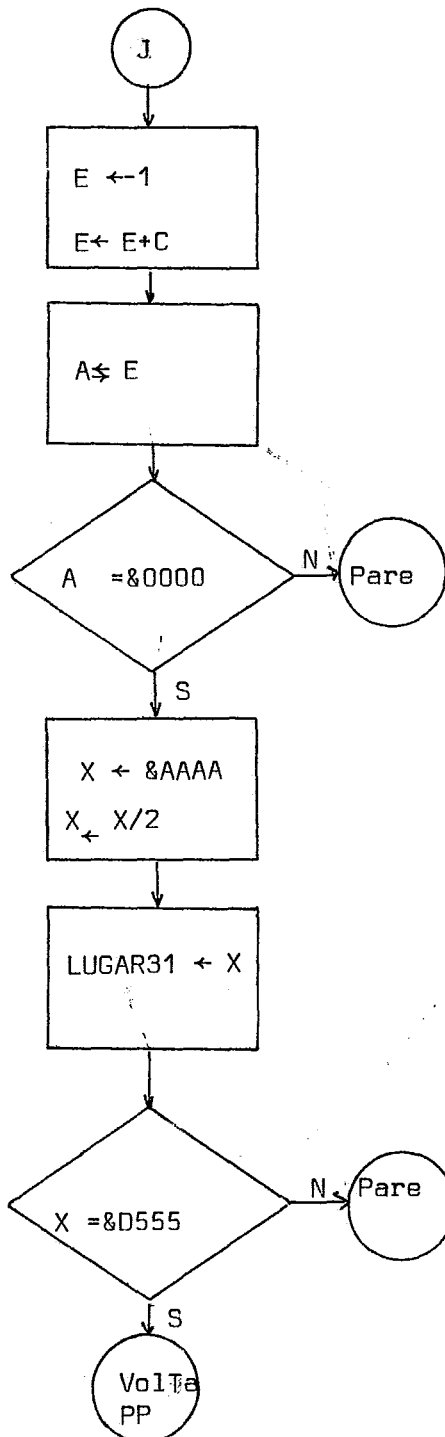 J
E ←-1
E← E+C
A⇆ E
A =&0000
N
Pare
S
X ← &AAAA
X ← X/2
LUGAR31 ← X
X =&D555
N
Pare
S
Volta
PP